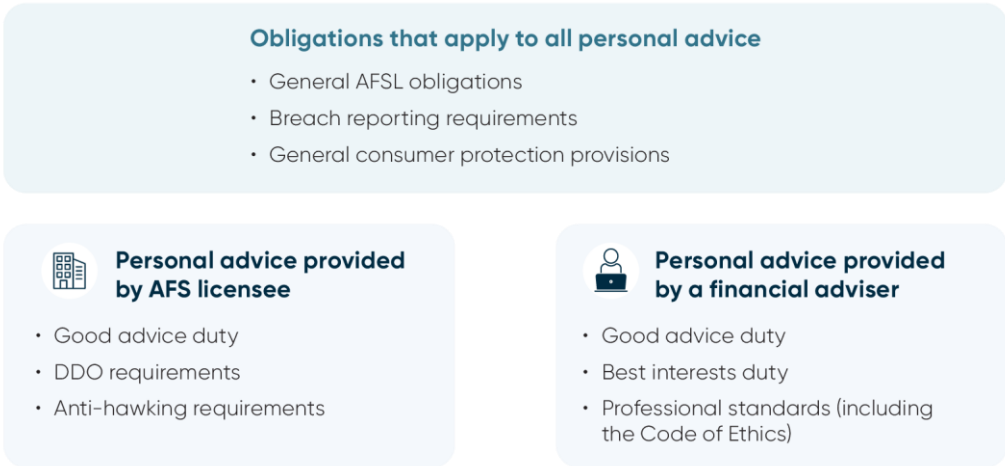 Obligations that apply to all personal advice
• General AFSL obligations
• Breach reporting requirements
• General consumer protection provisions
Personal advice provided
by AFS licensee
• Good advice duty
• DDO requirements
• Anti-hawking requirements
Personal advice provided
by a financial adviser
• Good advice duty
• Best interests duty
• Professional standards (including
the Code of Ethics)